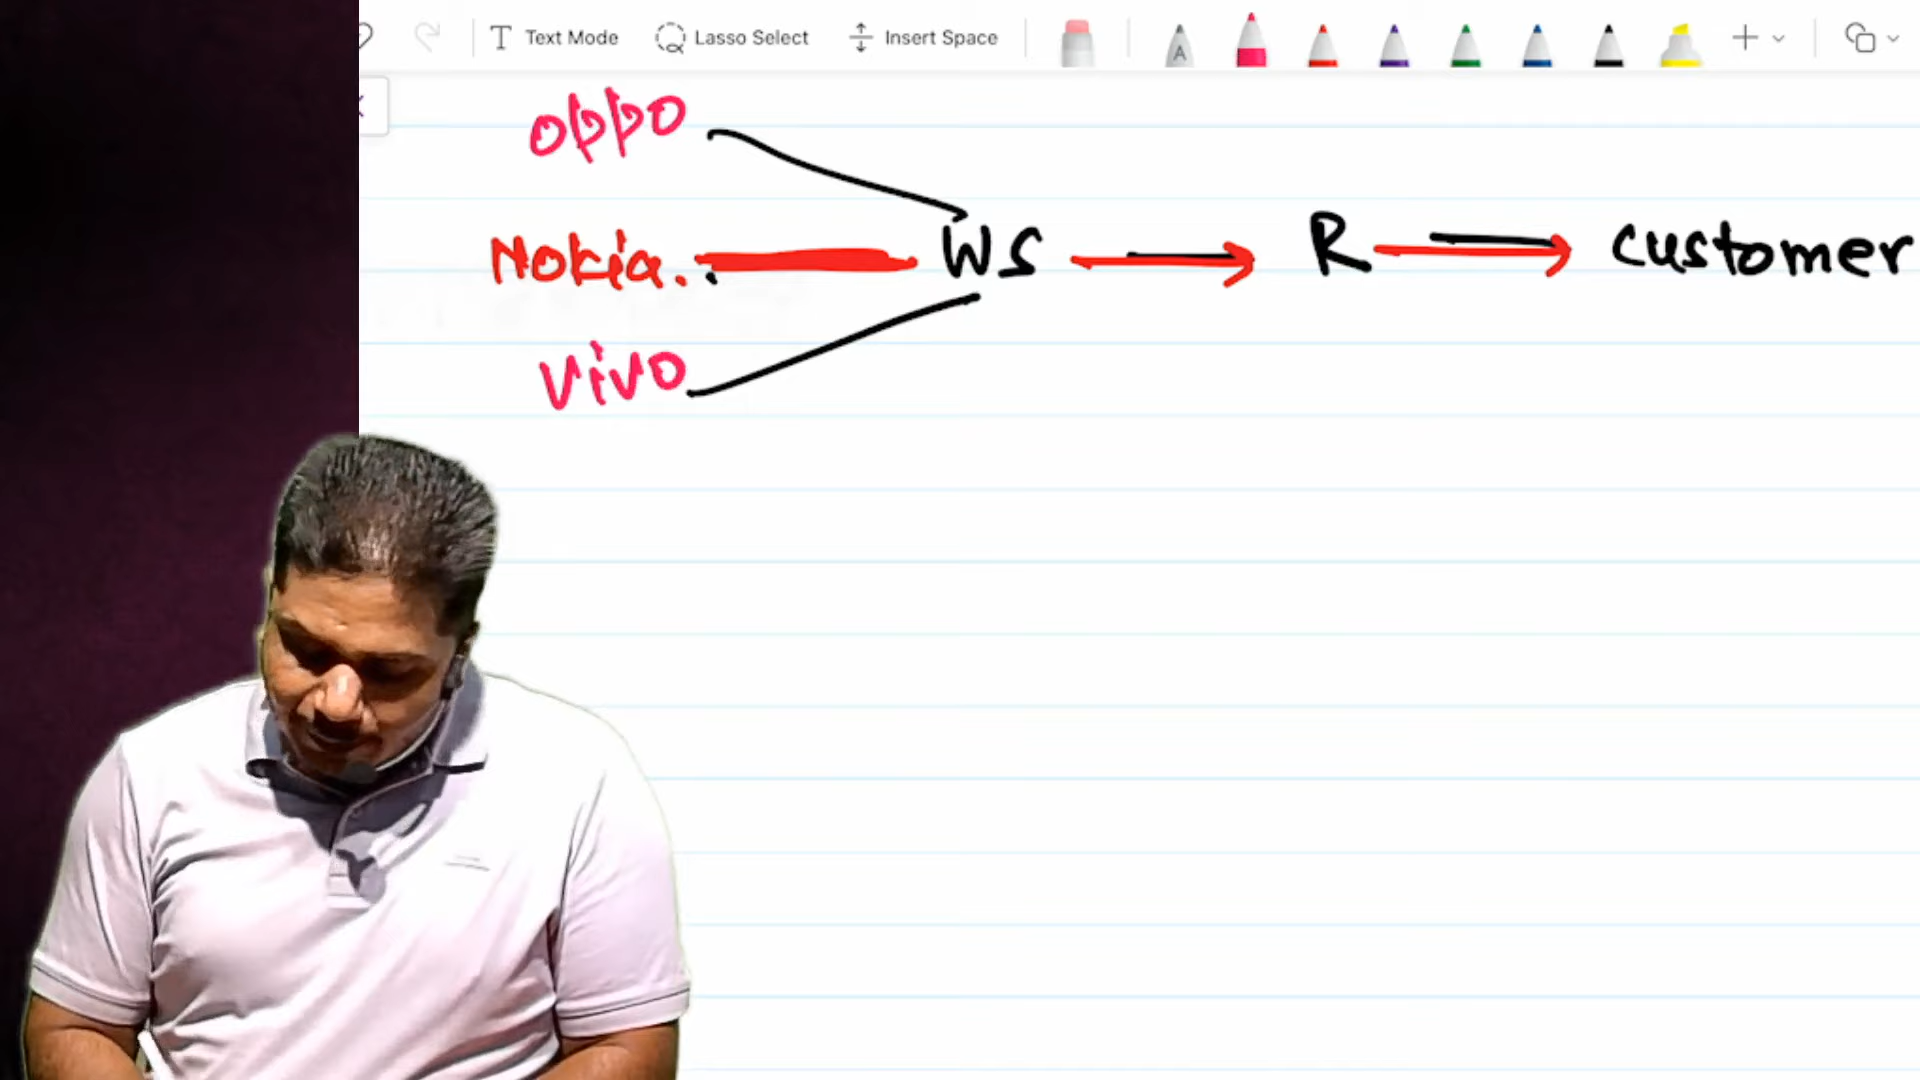 Text Mode Lasso Select Insert Space
A
oppo
Nokia. WS R customer
vivo